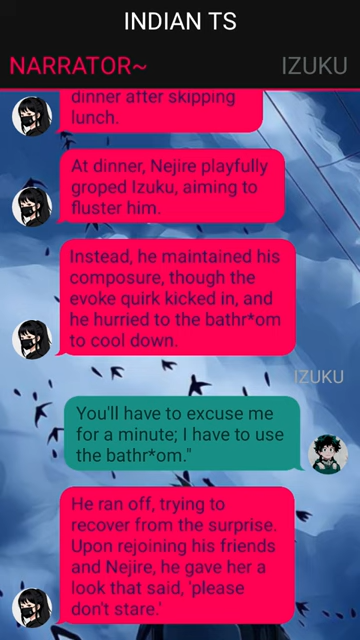 INDIAN TS
NARRATOR~
IZUKU
dinner after skipping
lunch.
At dinner, Nejire playfully
groped Izuku, aiming to
fluster him.
Instead, he maintained his
composure, though the
evoke quirk kicked in, and
he hurried to the bathr*om
to cool down.
IZUKU
You'll have to excuse me
for a minute; I have to use
the bathr*om."
He ran off, trying to
recover from the surprise.
Upon rejoining his friends
and Nejire, he gave her a
look that said, 'please
don't stare.'